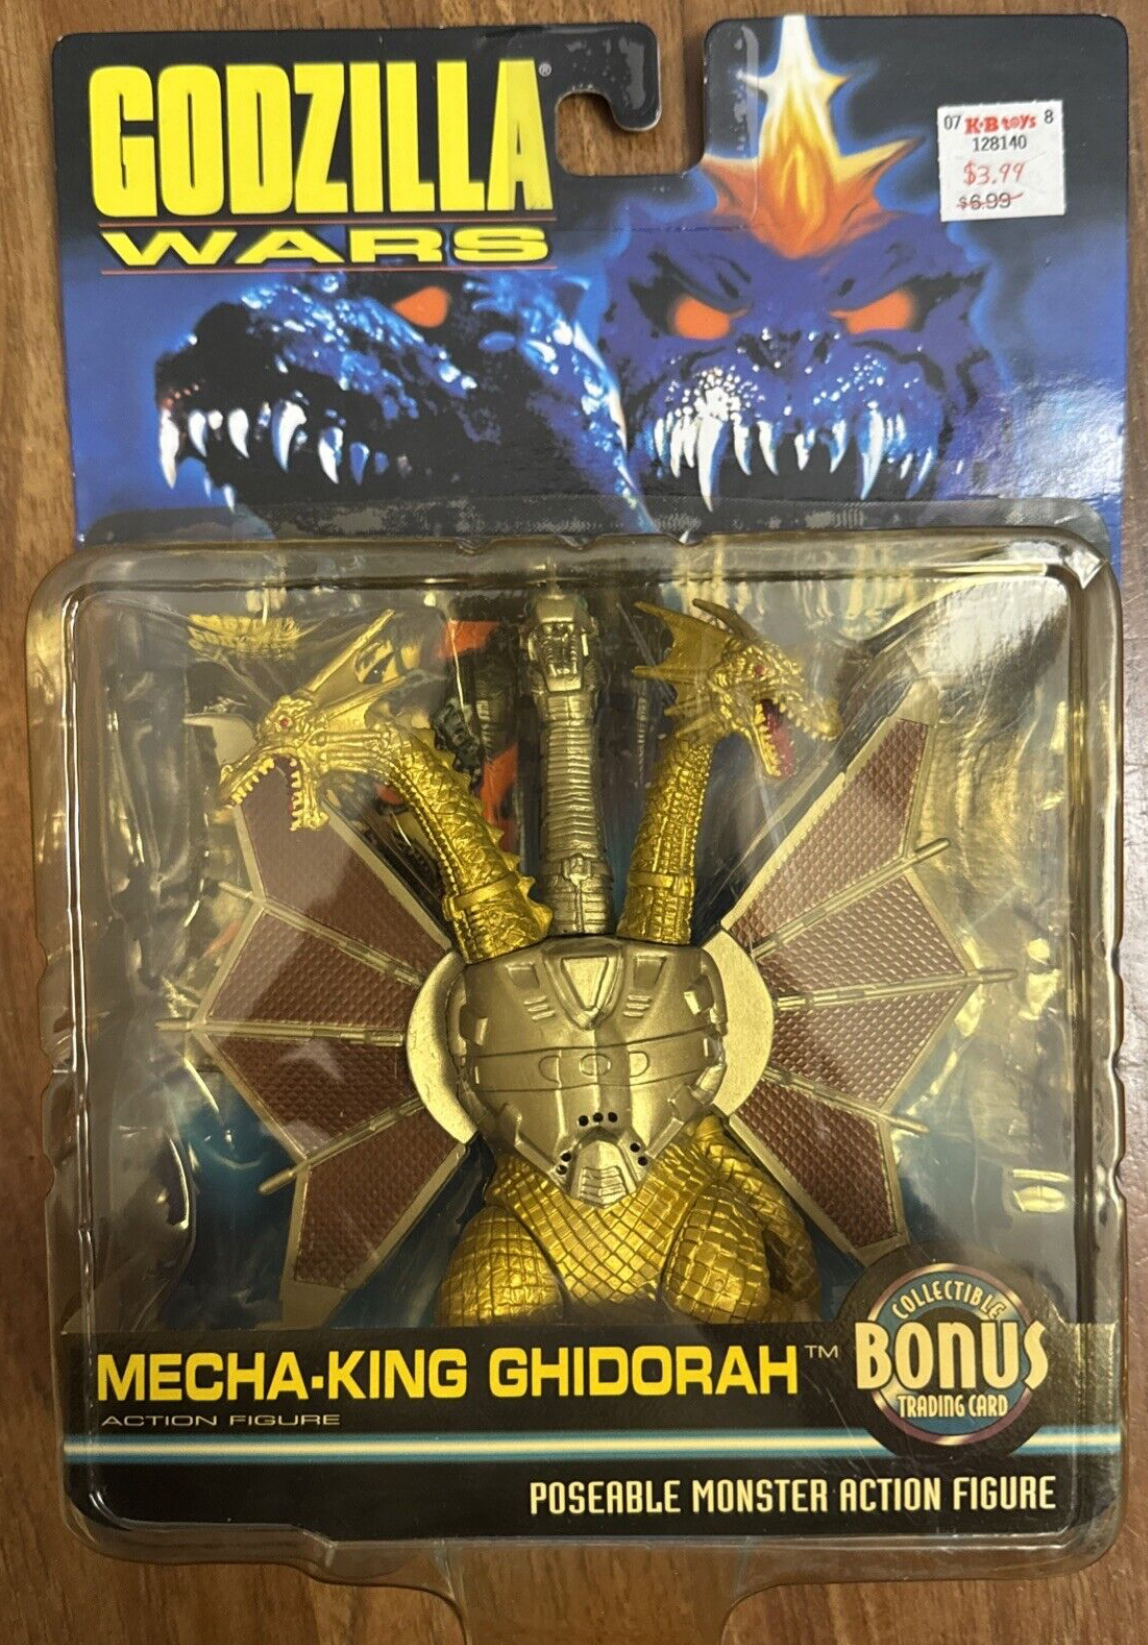 GODZILLA®
WARS
07 K·B toys 8
128140
$3.99
$6.99
MECHA-KING GHIDORAH™
ACTION FIGURE
COLLECTIBLE
BONUS
TRADING CARD
POSEABLE MONSTER ACTION FIGURE